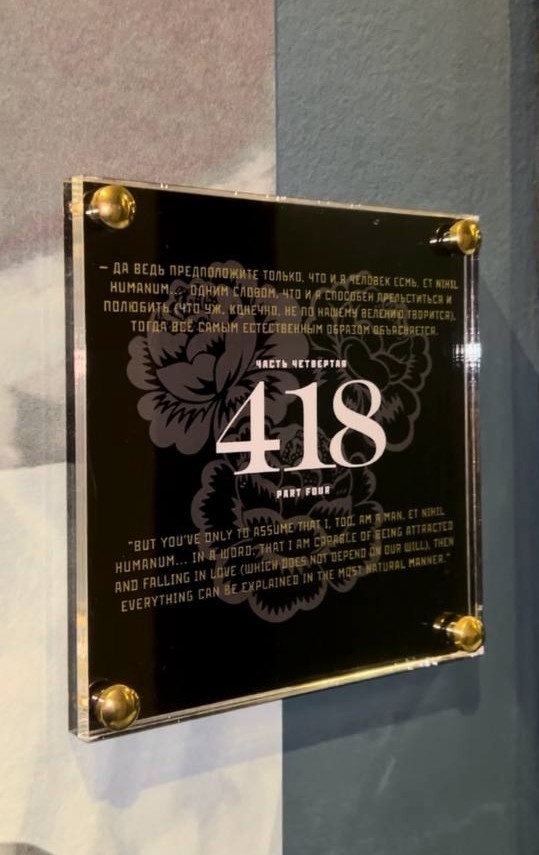 – ДА ВЕДЬ ПРЕДПОЛОЖИТЕ ТОЛЬКО, ЧТО И Я ЧЕЛОВЕК ЕСМЬ, ET NIHIL
HUMANUM... ОДНИМ СЛОВОМ, ЧТО И Я СПОСОБЕН ПРЕЛЬСТИТЬСЯ И
ПОЛЮБИТЬ (ЧТО УЖ, КОНЕЧНО, НЕ ПО НАШЕМУ ВЕЛЕНИЮ ТВОРИТСЯ),
ТОГДА ВСЁ САМЫМ ЕСТЕСТВЕННЫМ ОБРАЗОМ ОБЪЯСНЯЕТСЯ.
ЧАСТЬ ЧЕТВЕРТАЯ
418
PART FOUR
"BUT YOU'VE ONLY TO ASSUME THAT I, TOO, AM A MAN, ET NIHIL
HUMANUM... IN A WORD, THAT I AM CAPABLE OF BEING ATTRACTED
AND FALLING IN LOVE (WHICH DOES NOT DEPEND ON OUR WILL), THEN
EVERYTHING CAN BE EXPLAINED IN THE MOST NATURAL MANNER."